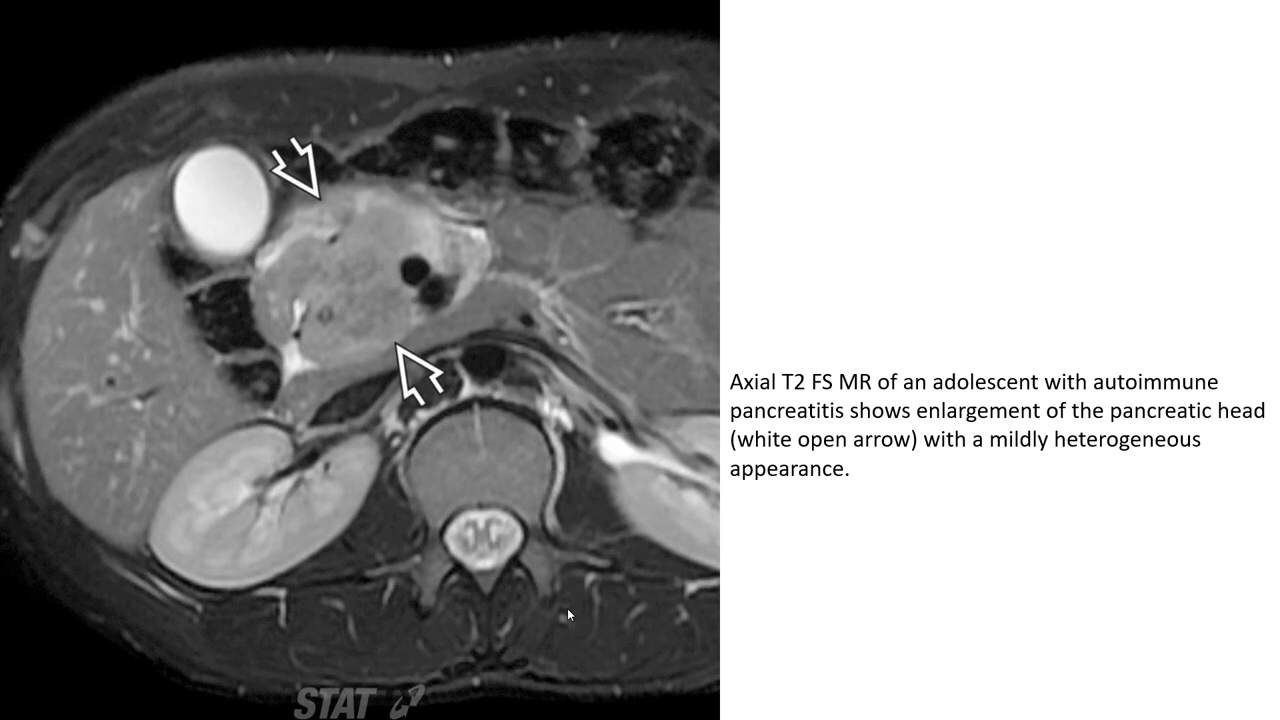 Axial T2 FS MR of an adolescent with autoimmune
pancreatitis shows enlargement of the pancreatic head
(white open arrow) with a mildly heterogeneous
appearance.
STAT